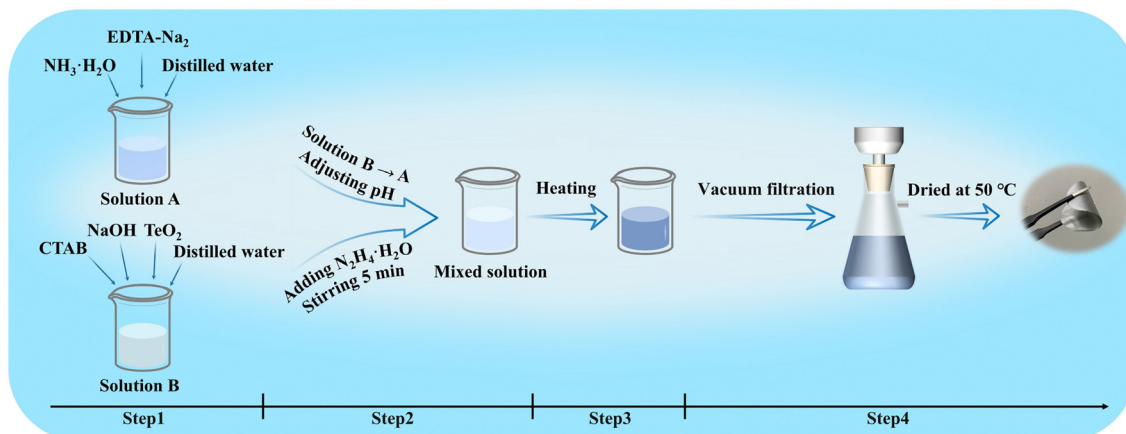 EDTA-Na₂
NH₃·H₂O
Distilled water
Solution A
NaOH
TeO₂
CTAB
Distilled water
Solution B
Solution B → A
Adjusting pH
Adding N₂H₄·H₂O
Stirring 5 min
Mixed solution
Heating
Vacuum filtration
Dried at 50 °C
Step1
Step2
Step3
Step4